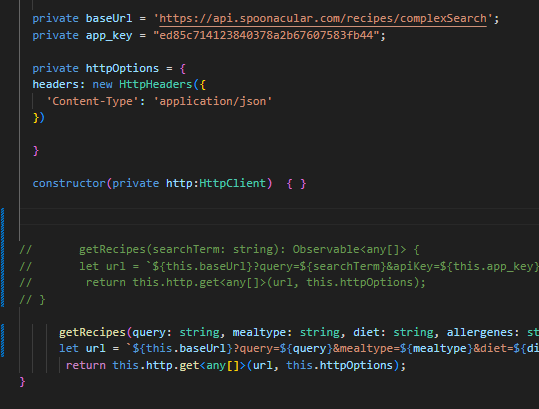 private baseUrl = 'https://api.spoonacular.com/recipes/complexSearch';
private app_key = "ed85c714123840378a2b67607583fb44";
private httpOptions = {
headers: new HttpHeaders({
'Content-Type': 'application/json'
})
}
constructor(private http:HttpClient) { }
// getRecipes(searchTerm: string): Observable<any[]> {
// let url = `${this.baseUrl}?query=${searchTerm}&apiKey=${this.app_key}
// return this.http.get<any[]>(url, this.httpOptions);
// }
getRecipes(query: string, mealtype: string, diet: string, allergenes: st
let url = `${this.baseUrl}?query=${query}&mealtype=${mealtype}&diet=${di
return this.http.get<any[]>(url, this.httpOptions);
}